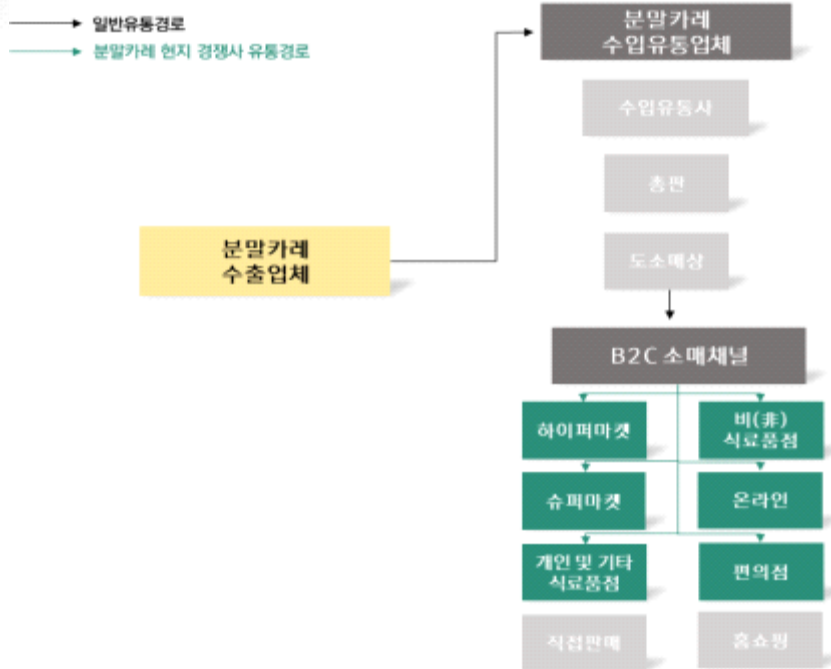 일반유통경로
분말카레 현지 경쟁사 유통경로
분말카레
수입유통업체
수입유통사
총판
도소매상
분말카레
수출업체
B2C 소매채널
하이퍼마켓
비(非)
식료품점
슈퍼마켓
온라인
개인 및 기타
식료품점
편의점
직접판매
홈쇼핑